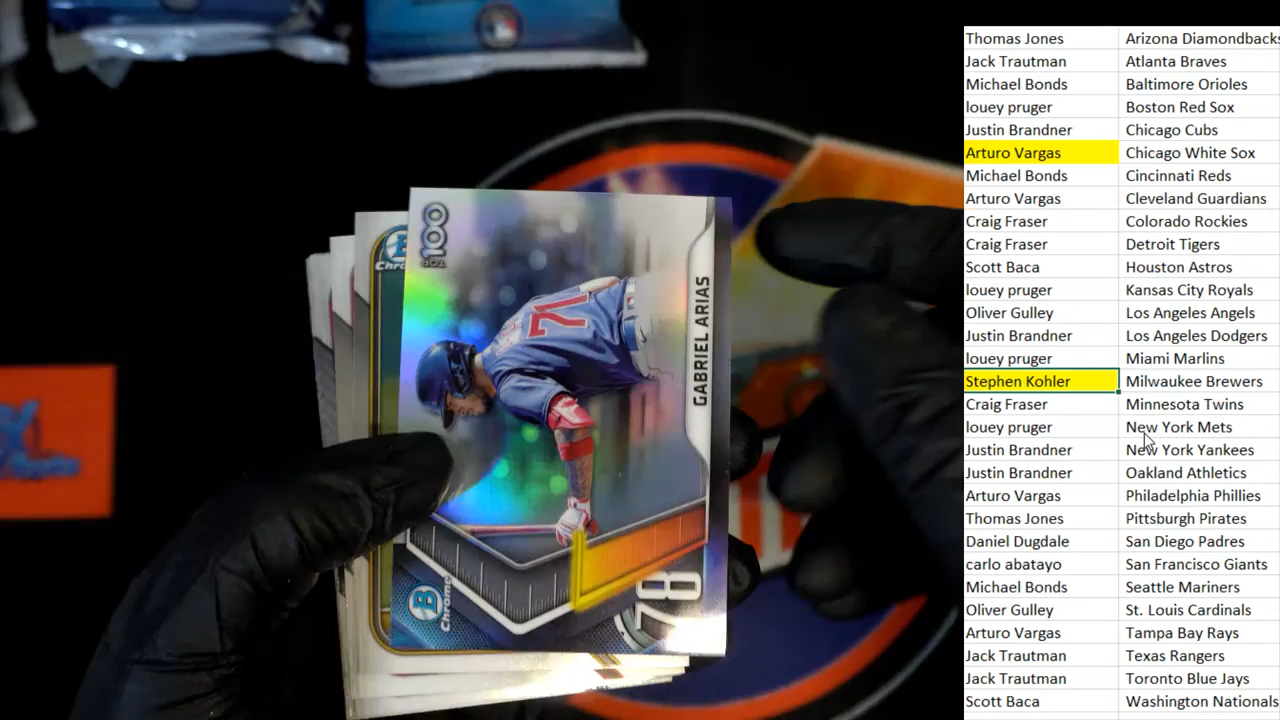 TOP
100
Chro
GABRIEL ARIAS
71
B
Chrome
78
Thomas Jones Arizona Diamondbacks
Jack Trautman Atlanta Braves
Michael Bonds Baltimore Orioles
louey pruger Boston Red Sox
Justin Brandner Chicago Cubs
Arturo Vargas Chicago White Sox
Michael Bonds Cincinnati Reds
Arturo Vargas Cleveland Guardians
Craig Fraser Colorado Rockies
Craig Fraser Detroit Tigers
Scott Baca Houston Astros
louey pruger Kansas City Royals
Oliver Gulley Los Angeles Angels
Justin Brandner Los Angeles Dodgers
louey pruger Miami Marlins
Stephen Kohler Milwaukee Brewers
Craig Fraser Minnesota Twins
louey pruger New York Mets
Justin Brandner New York Yankees
Justin Brandner Oakland Athletics
Arturo Vargas Philadelphia Phillies
Thomas Jones Pittsburgh Pirates
Daniel Dugdale San Diego Padres
carlo abatayo San Francisco Giants
Michael Bonds Seattle Mariners
Oliver Gulley St. Louis Cardinals
Arturo Vargas Tampa Bay Rays
Jack Trautman Texas Rangers
Jack Trautman Toronto Blue Jays
Scott Baca Washington Nationals